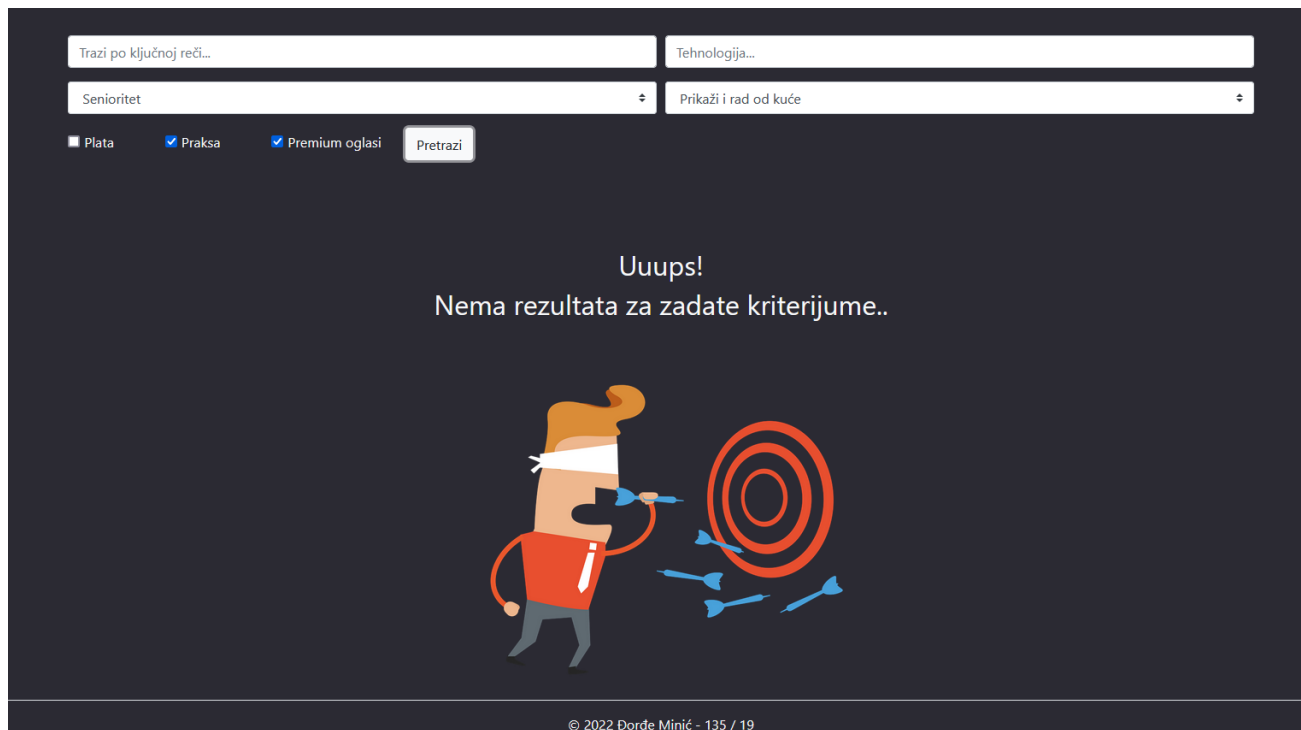 Trazi po ključnoj reči...
Tehnologija...
Senioritet
Prikaži i rad od kuće
Plata Praksa Premium oglasi Pretrazi
Uuups!
Nema rezultata za zadate kriterijume..
© 2022 Đorđe Minić - 135 / 19